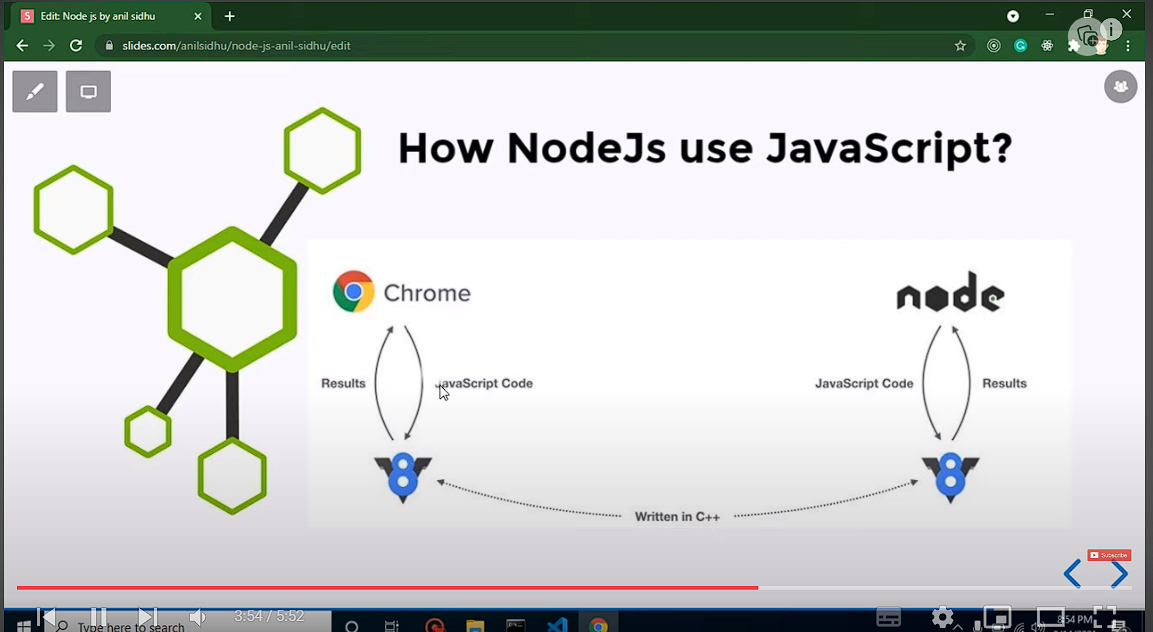 Edit: Node js by anil sidhu
slides.com/anilsidhu/node-js-anil-sidhu/edit
How NodeJs use JavaScript?
Chrome
node
Results
JavaScript Code
JavaScript Code
Results
V8
V8
Written in C++
Subscribe
3:54 / 5:52
Type here to search
8:54 PM